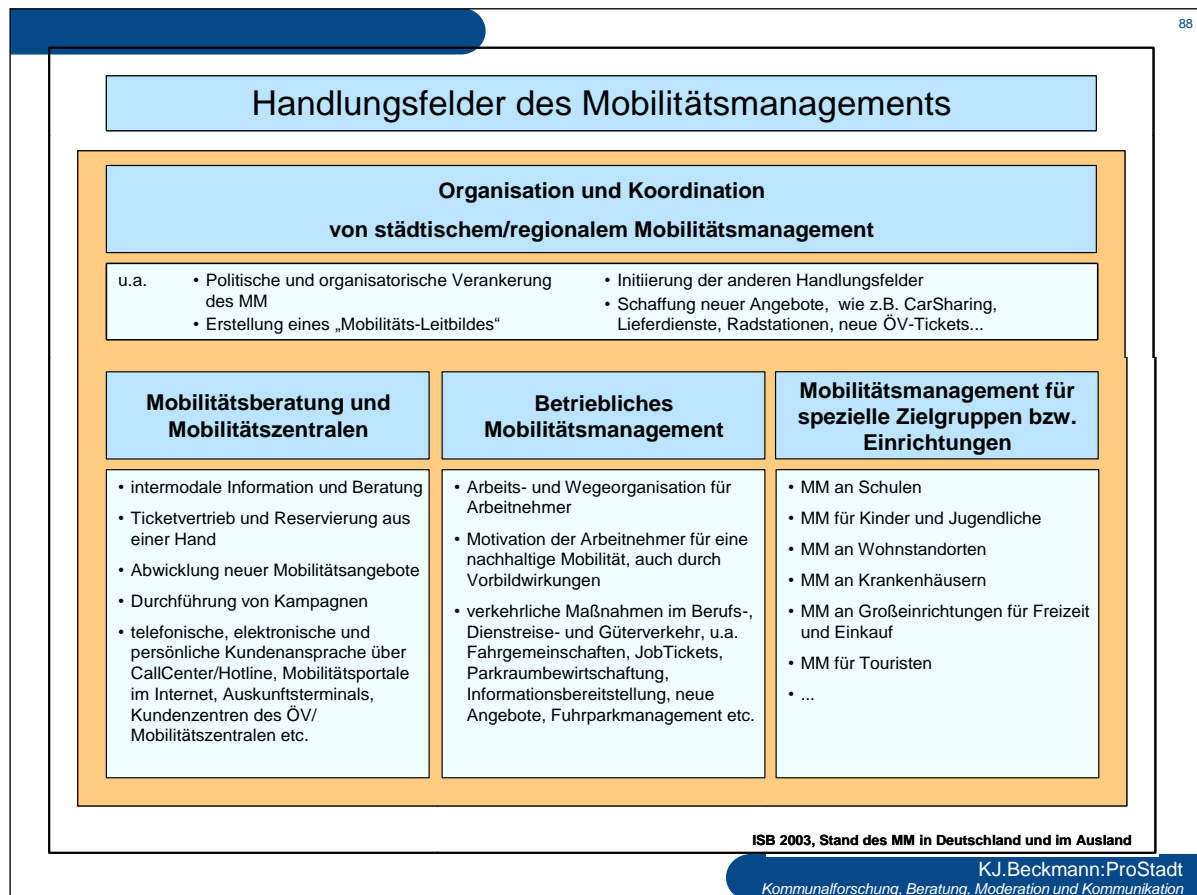 88
Handlungsfelder des Mobilitätsmanagements
Organisation und Koordination
von städtischem/regionalem Mobilitätsmanagement
u.a.
• Politische und organisatorische Verankerung
des MM
• Erstellung eines „Mobilitäts-Leitbildes“
• Initiierung der anderen Handlungsfelder
• Schaffung neuer Angebote, wie z.B. CarSharing,
Lieferdienste, Radstationen, neue ÖV-Tickets...
Mobilitätsberatung und
Mobilitätszentralen
• intermodale Information und Beratung
• Ticketvertrieb und Reservierung aus
einer Hand
• Abwicklung neuer Mobilitätsangebote
• Durchführung von Kampagnen
• telefonische, elektronische und
persönliche Kundenansprache über
CallCenter/Hotline, Mobilitätsportale
im Internet, Auskunftsterminals,
Kundenzentren des ÖV/
Mobilitätszentralen etc.
Betriebliches
Mobilitätsmanagement
• Arbeits- und Wegeorganisation für
Arbeitnehmer
• Motivation der Arbeitnehmer für eine
nachhaltige Mobilität, auch durch
Vorbildwirkungen
• verkehrliche Maßnahmen im Berufs-,
Dienstreise- und Güterverkehr, u.a.
Fahrgemeinschaften, JobTickets,
Parkraumbewirtschaftung,
Informationsbereitstellung, neue
Angebote, Fuhrparkmanagement etc.
Mobilitätsmanagement für
spezielle Zielgruppen bzw.
Einrichtungen
• MM an Schulen
• MM für Kinder und Jugendliche
• MM an Wohnstandorten
• MM an Krankenhäusern
• MM an Großeinrichtungen für Freizeit
und Einkauf
• MM für Touristen
• ...
ISB 2003, Stand des MM in Deutschland und im Ausland
KJ.Beckmann:ProStadt
Kommunalforschung, Beratung, Moderation und Kommunikation